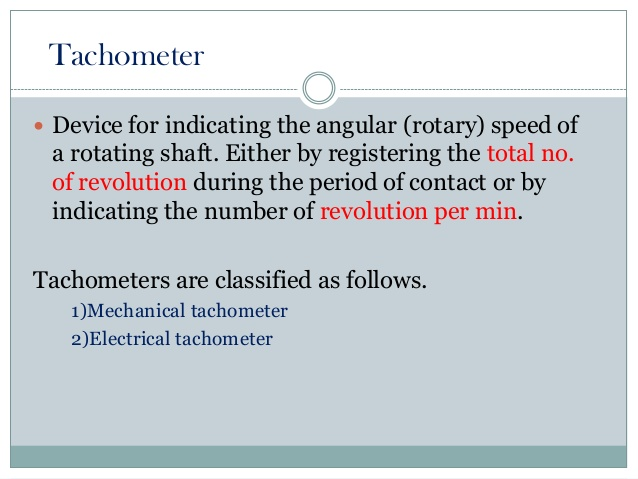 Tachometer
• Device for indicating the angular (rotary) speed of
a rotating shaft. Either by registering the total no.
of revolution during the period of contact or by
indicating the number of revolution per min.
Tachometers are classified as follows.
1)Mechanical tachometer
2)Electrical tachometer